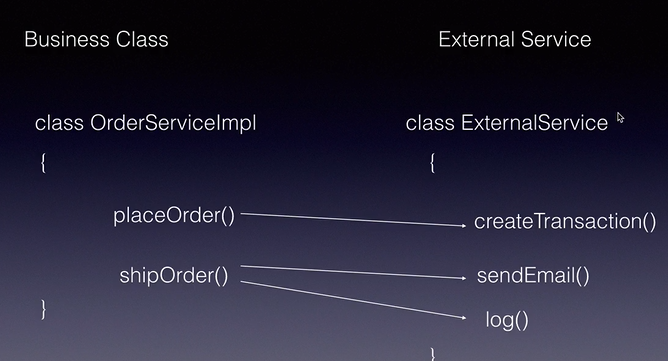 Business Class
External Service
class OrderServiceImpl
class ExternalService
{
{
placeOrder()
createTransaction()
shipOrder()
sendEmail()
log()
}
}